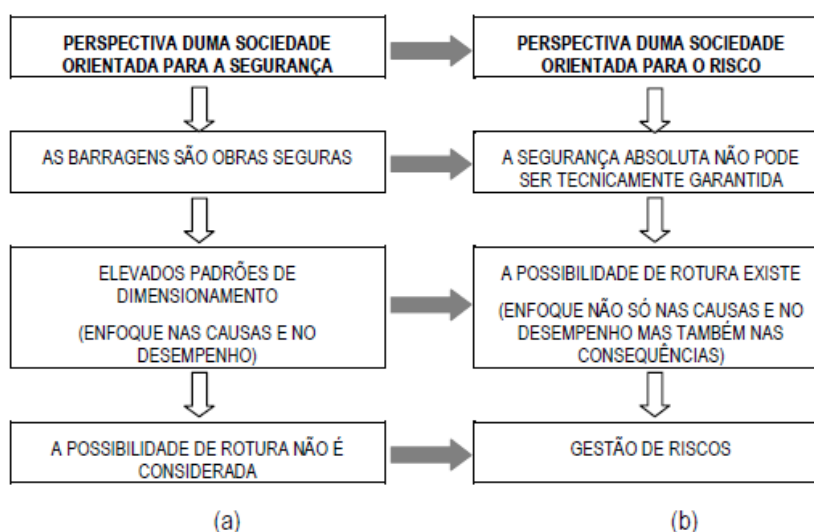 PERSPECTIVA DUMA SOCIEDADE
ORIENTADA PARA A SEGURANÇA
PERSPECTIVA DUMA SOCIEDADE
ORIENTADA PARA O RISCO
AS BARRAGENS SÃO OBRAS SEGURAS
A SEGURANÇA ABSOLUTA NÃO PODE
SER TECNICAMENTE GARANTIDA
ELEVADOS PADRÕES DE
DIMENSIONAMENTO
(ENFOQUE NAS CAUSAS E NO
DESEMPENHO)
A POSSIBILIDADE DE ROTURA EXISTE
(ENFOQUE NÃO SÓ NAS CAUSAS E NO
DESEMPENHO MAS TAMBÉM NAS
CONSEQUÊNCIAS)
A POSSIBILIDADE DE ROTURA NÃO É
CONSIDERADA
GESTÃO DE RISCOS
(a)
(b)